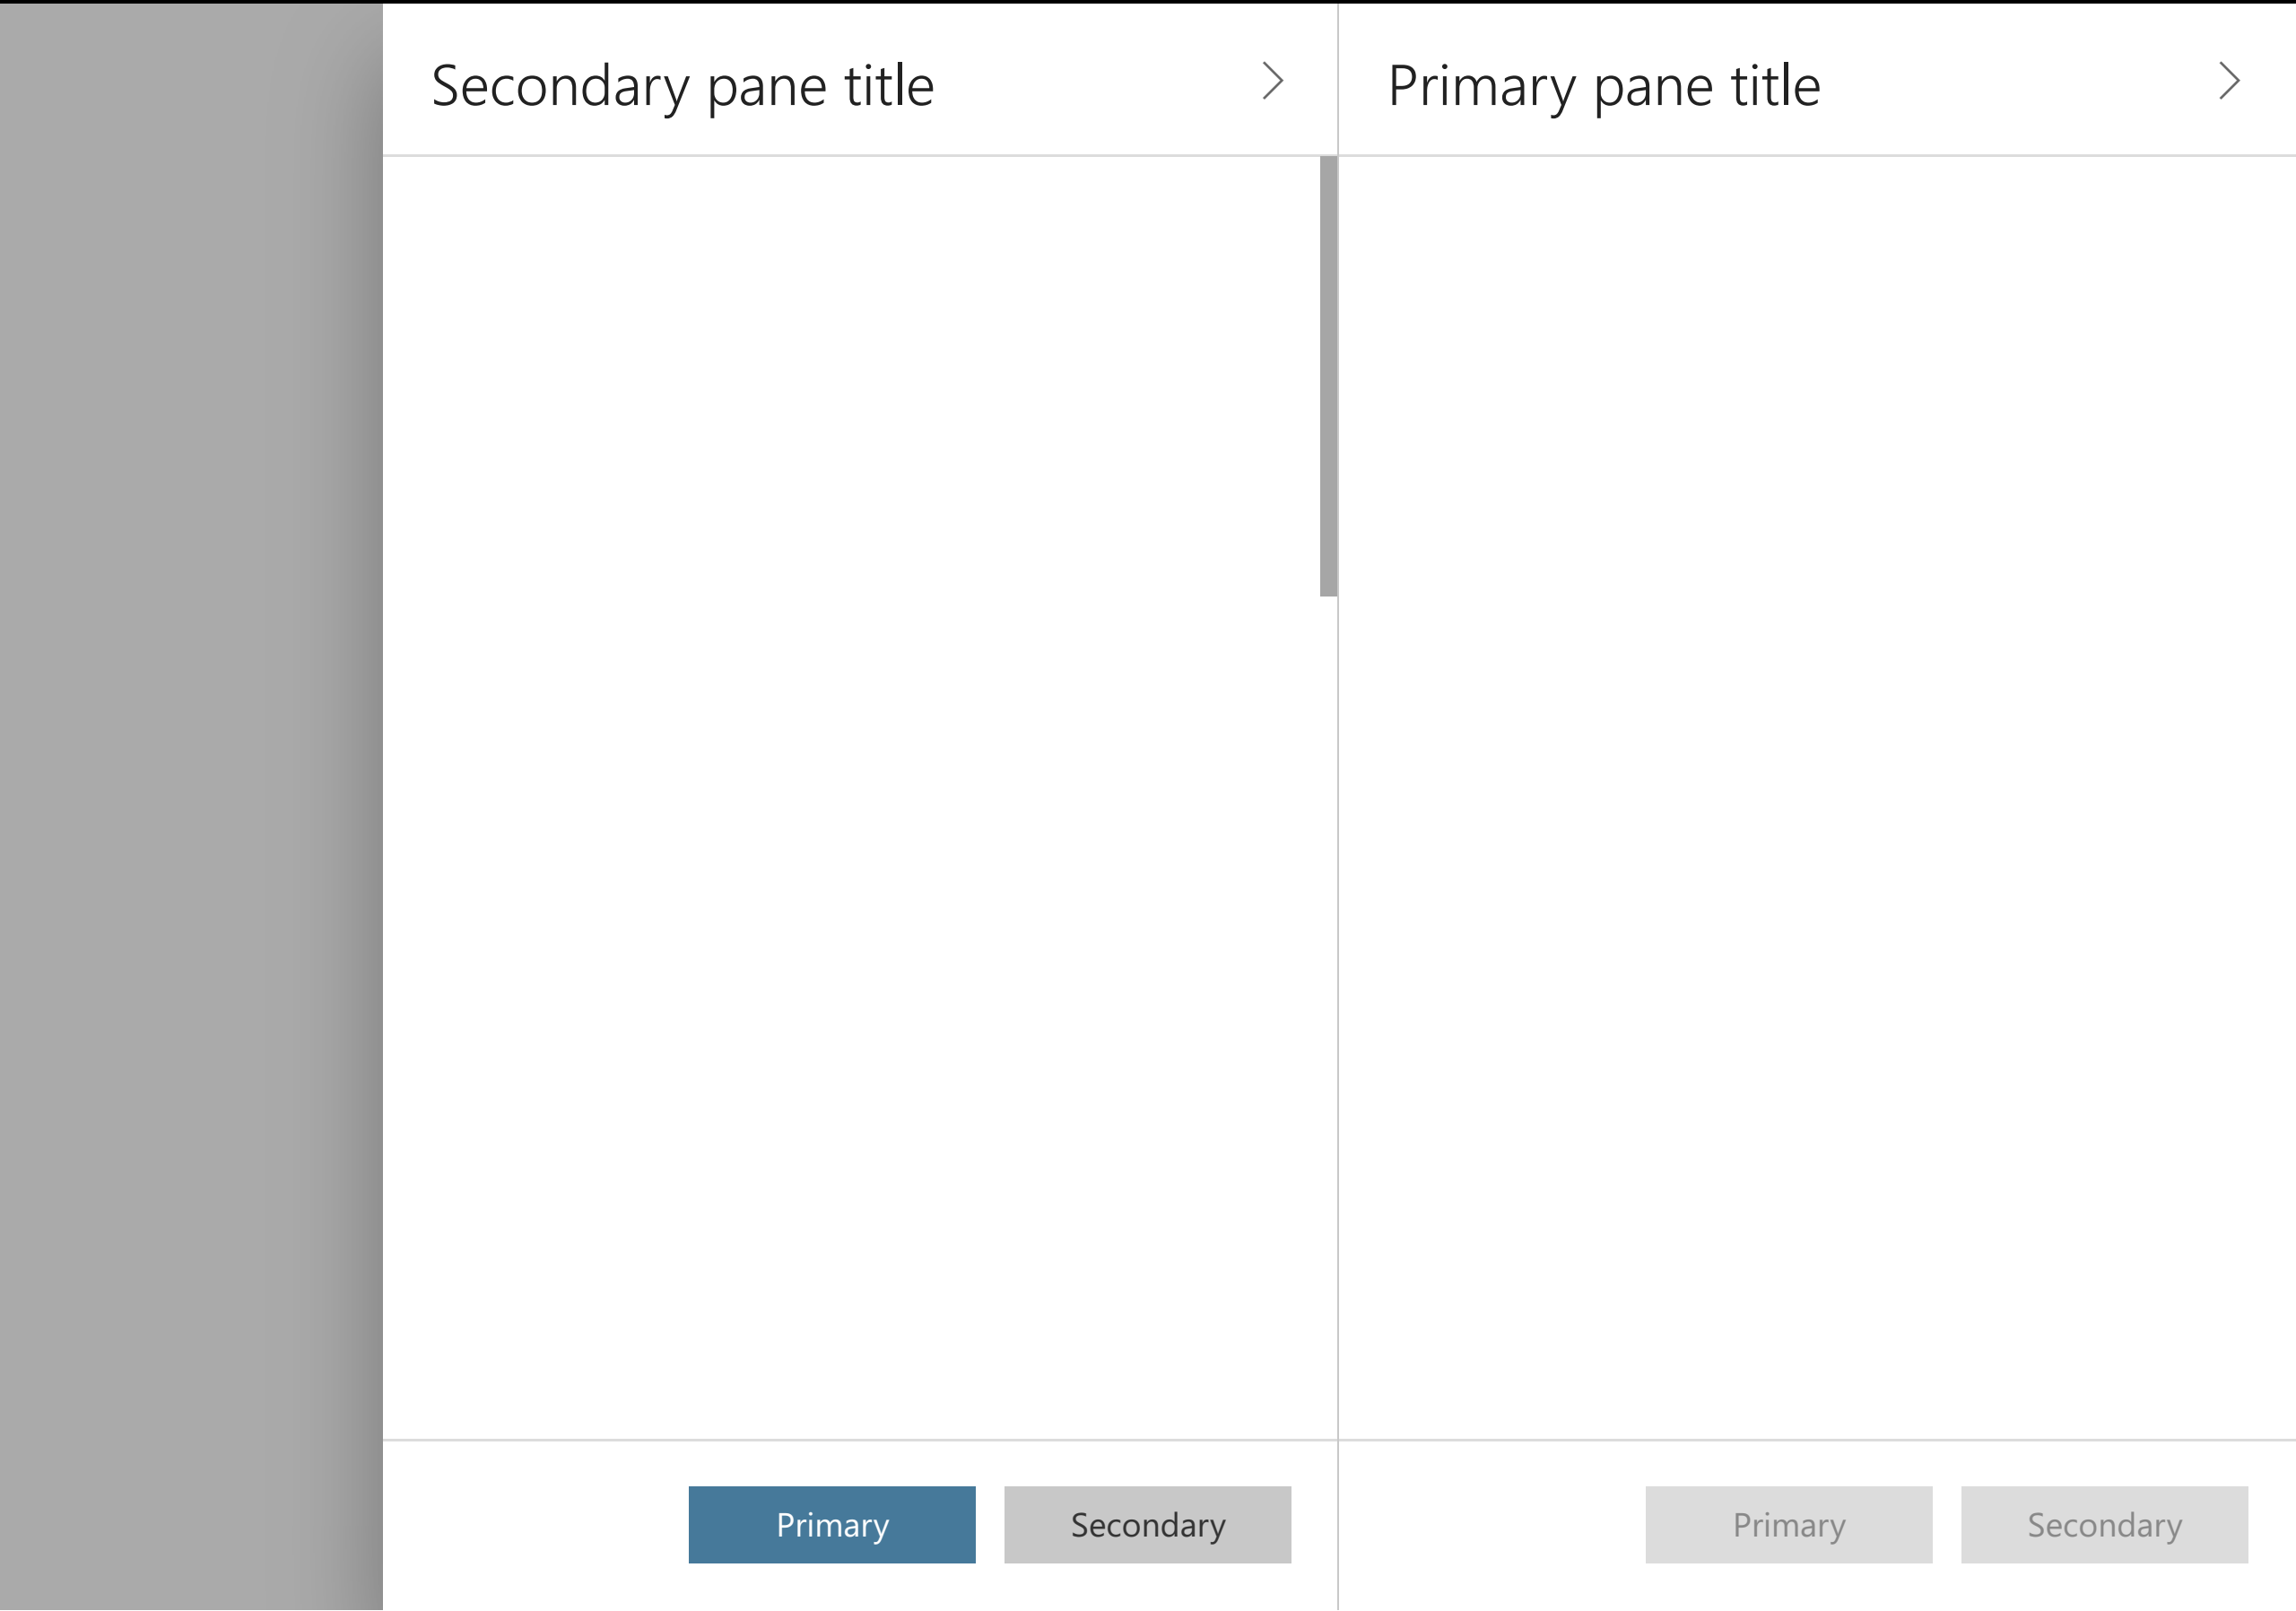 Secondary pane title
Primary pane title
Primary
Secondary
Primary
Secondary